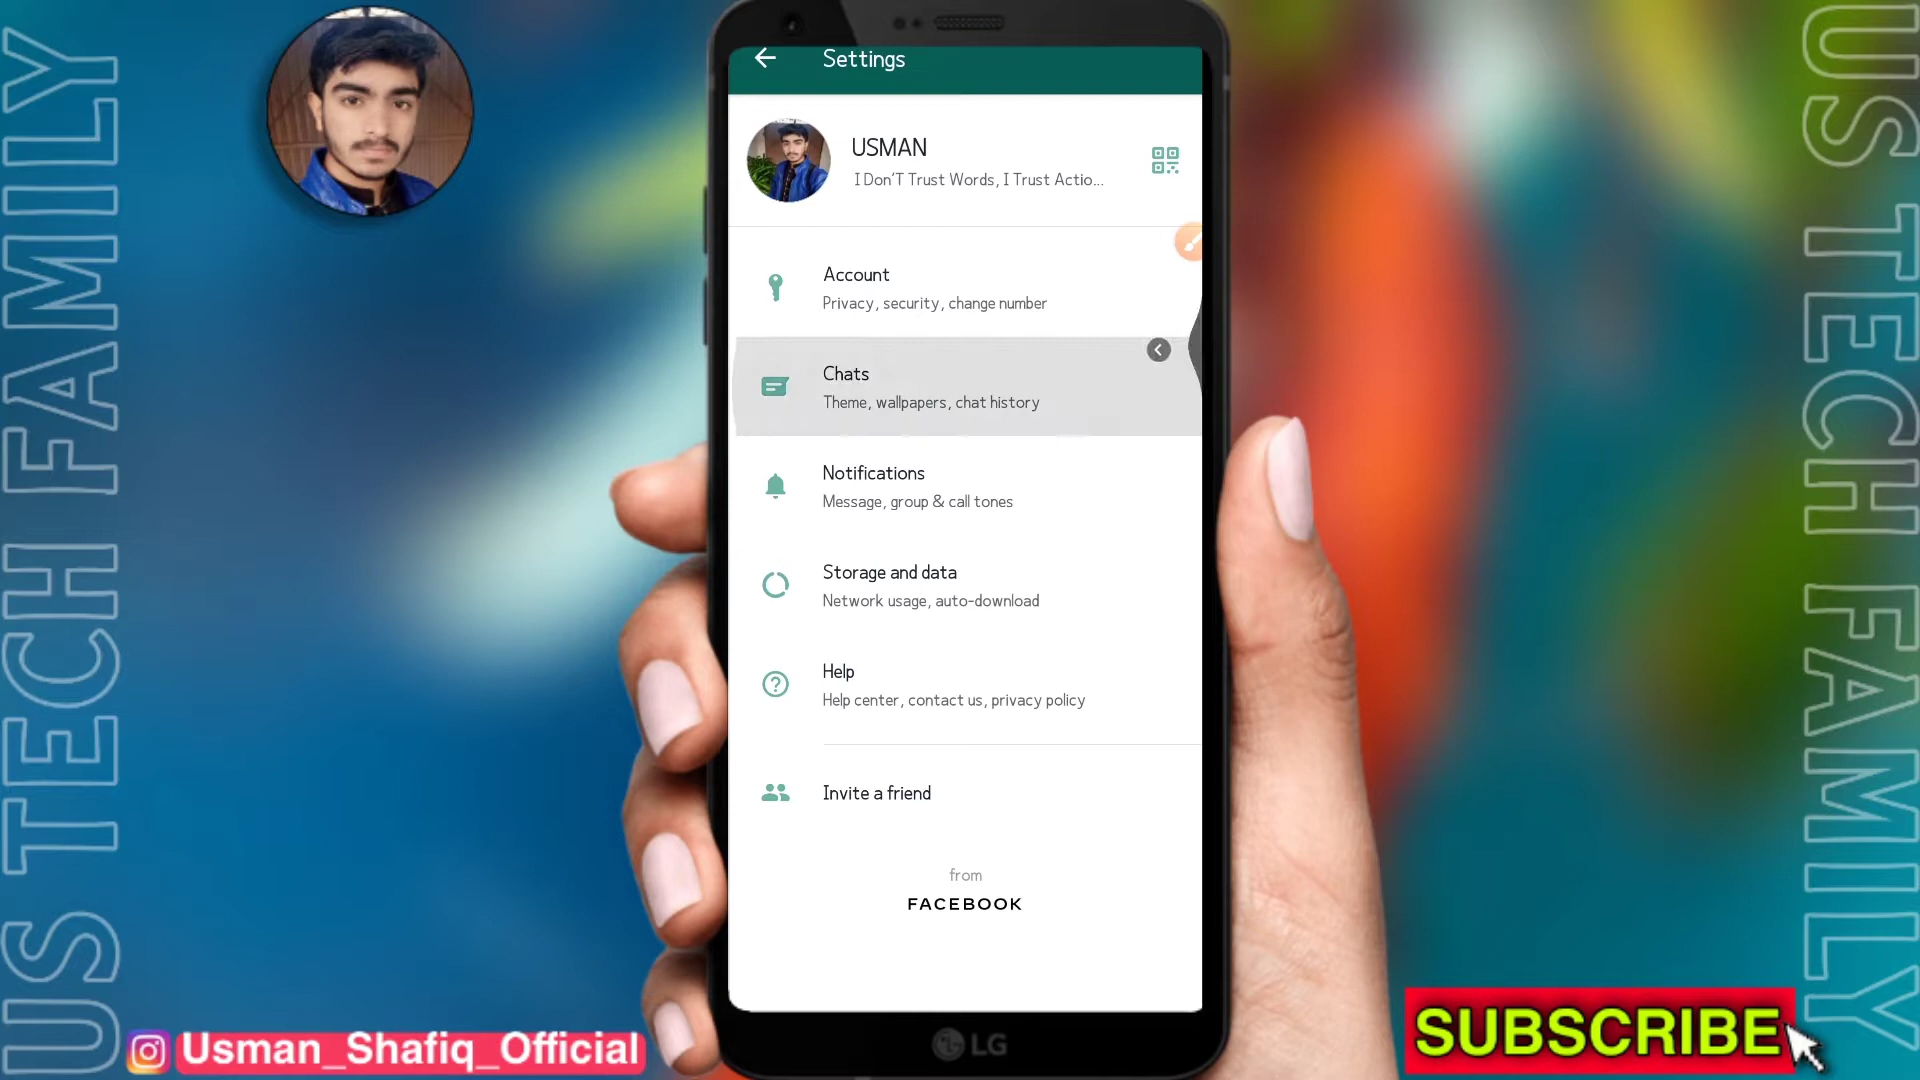 US TECH FAMILY
Settings
USMAN
I Don'T Trust Words, I Trust Actio...
Account
Privacy, security, change number
Chats
Theme, wallpapers, chat history
Notifications
Message, group & call tones
Storage and data
Network usage, auto-download
Help
Help center, contact us, privacy policy
Invite a friend
from
FACEBOOK
LG
Usman_Shafiq_Official
SUBSCRIBE
US TECH FAMILY